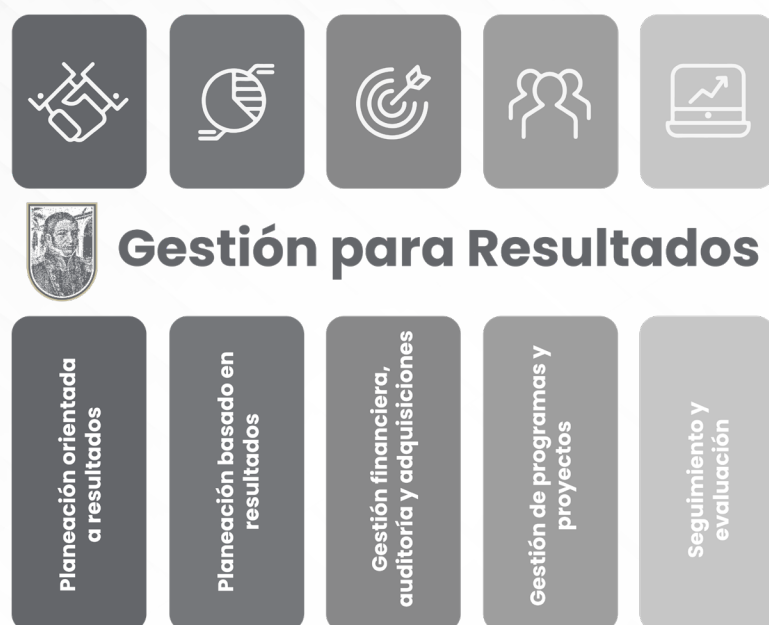 Gestión para Resultados
Planeación orientada
a resultados
Planeación basado en
resultados
Gestión financiera,
auditoría y adquisiciones
Gestión de programas y
proyectos
Seguimiento y
evaluación